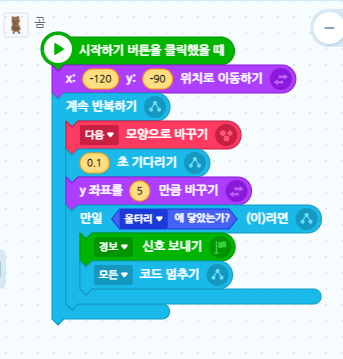 곰
시작하기 버튼을 클릭했을 때
x: -120 y: -90 위치로 이동하기
계속 반복하기
다음 모양으로 바꾸기
0.1 초 기다리기
y 좌표를 5 만큼 바꾸기
만일 울타리 에 닿았는가? (이)라면
경보 신호 보내기
모든 코드 멈추기